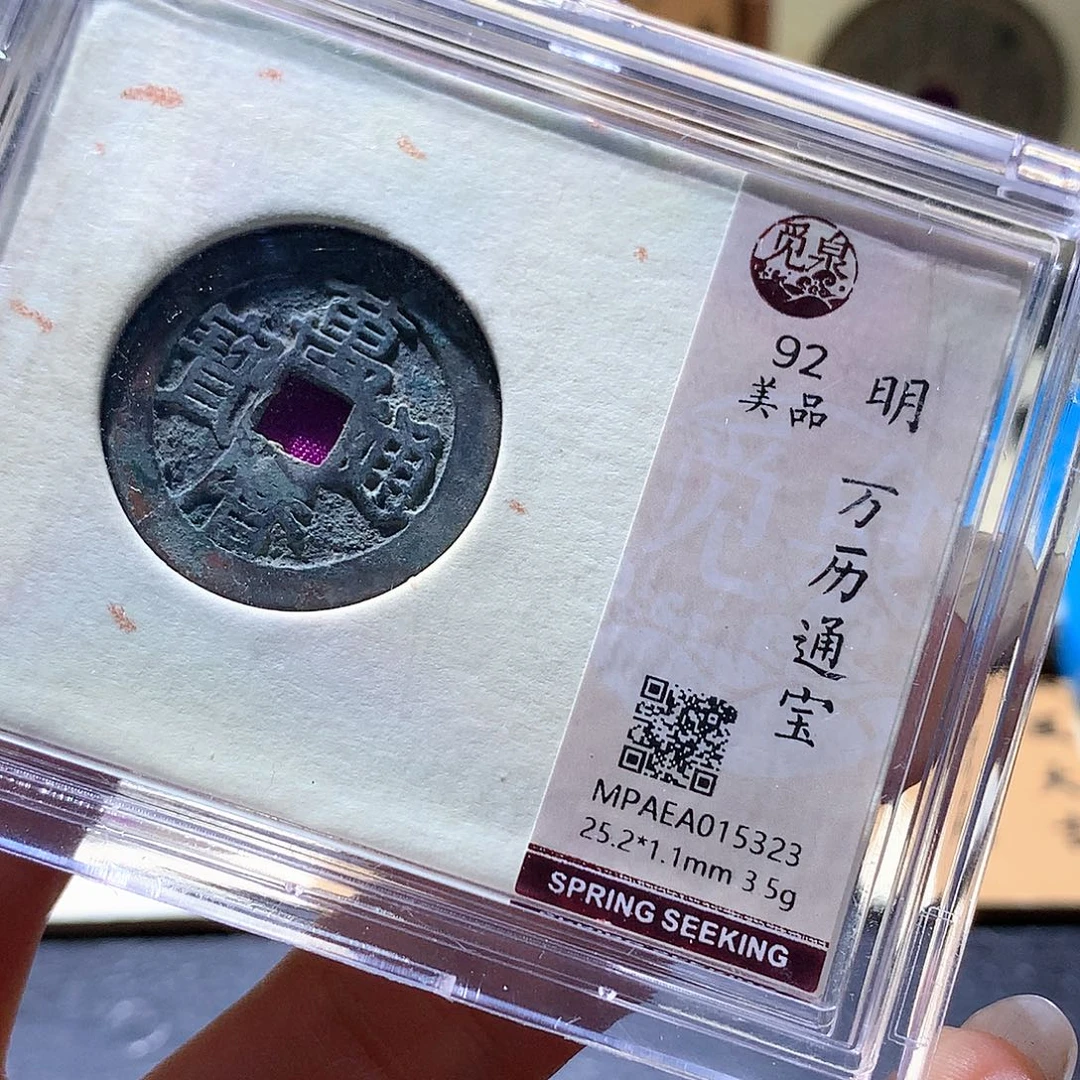 萬曆通寶
觅泉
92
美品
明
万历通宝
MPAEA015323
25.2*1.1mm 3.5g
SPRING SEEKING